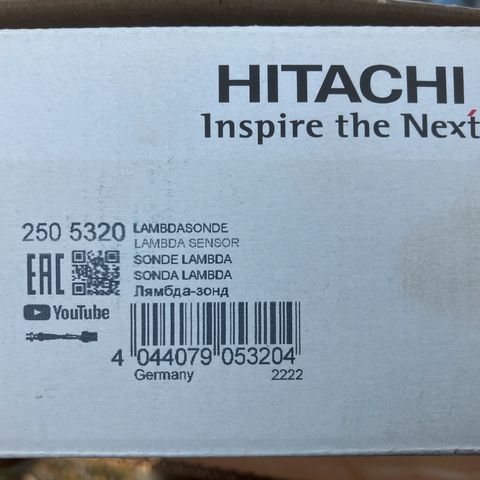 HITACHI
Inspire the Next
250 5320
LAMBDASONDE
LAMBDA SENSOR
SONDE LAMBDA
SONDA LAMBDA
Лямбда-зонд
EAC
YouTube
4 044079 053204
Germany 2222